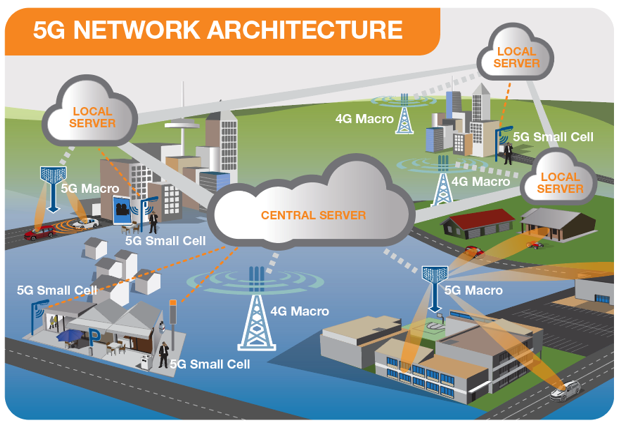 5G NETWORK ARCHITECTURE
LOCAL
SERVER
LOCAL
SERVER
4G Macro
5G Small Cell
5G Macro
4G Macro
LOCAL
SERVER
CENTRAL SERVER
5G Small Cell
5G Small Cell
5G Macro
4G Macro
P
5G Small Cell